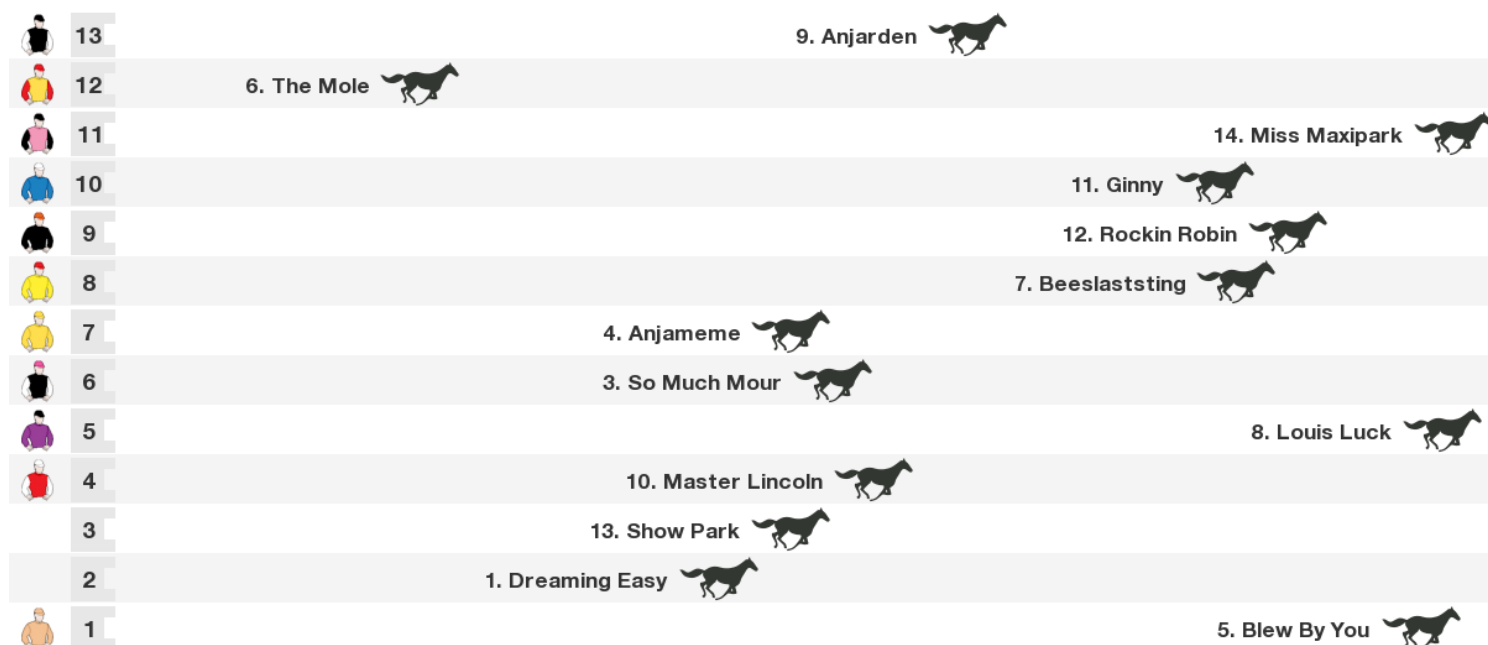 13 9. Anjarden
12 6. The Mole
11 14. Miss Maxipark
10 11. Ginny
9 12. Rockin Robin
8 7. Beeslaststing
7 4. Anjameme
6 3. So Much Mour
5 8. Louis Luck
4 10. Master Lincoln
3 13. Show Park
2 1. Dreaming Easy
1 5. Blew By You